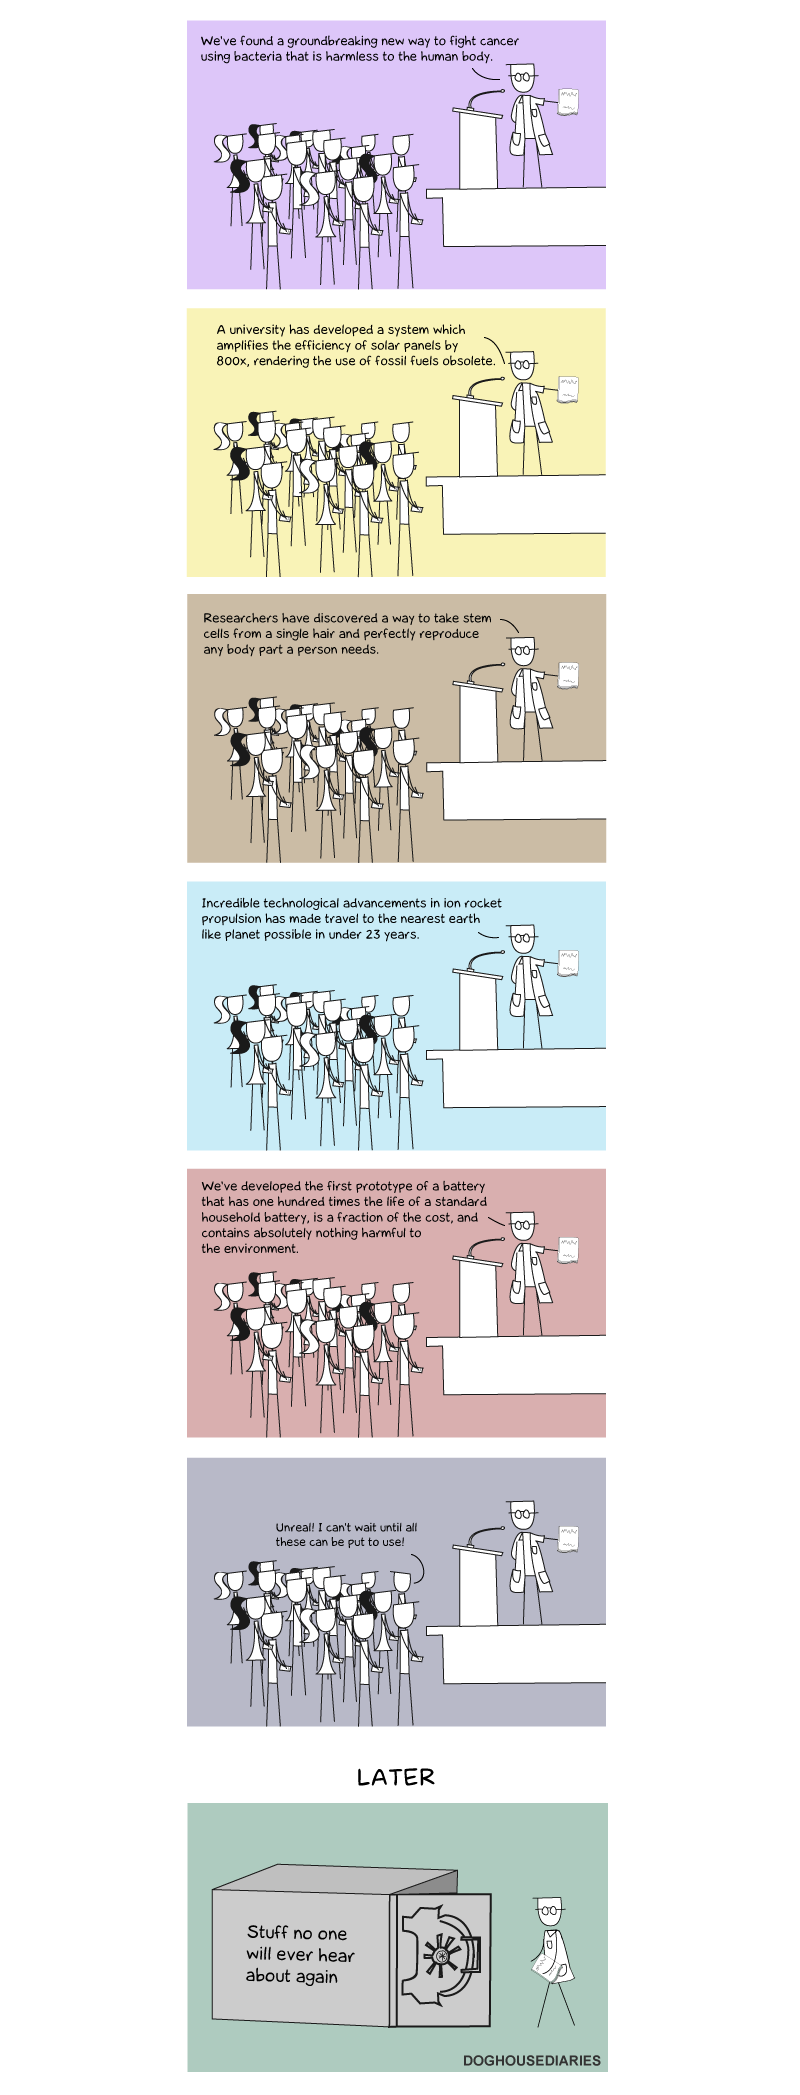 We've found a groundbreaking new way to fight cancer
using bacteria that is harmless to the human body.
A university has developed a system which
amplifies the efficiency of solar panels by
800x, rendering the use of fossil fuels obsolete.
Researchers have discovered a way to take stem
cells from a single hair and perfectly reproduce
any body part a person needs.
Incredible technological advancements in ion rocket
propulsion has made travel to the nearest earth
like planet possible in under 23 years.
We've developed the first prototype of a battery
that has one hundred times the life of a standard
household battery, is a fraction of the cost, and
contains absolutely nothing harmful to
the environment.
Unreal! I can't wait until all
these can be put to use!
LATER
Stuff no one
will ever hear
about again
DOGHOUSEDIARIES